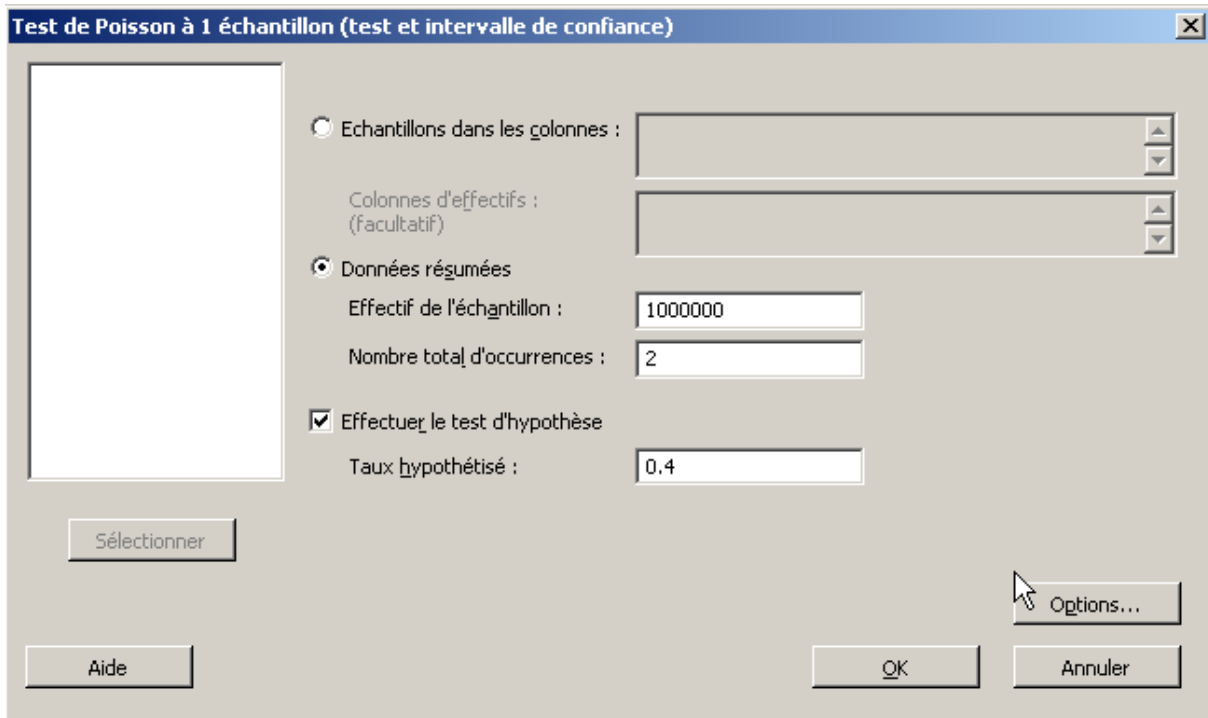 Test de Poisson à 1 échantillon (test et intervalle de confiance)
Echantillons dans les colonnes :
Colonnes d'effectifs :
(facultatif)
Données résumées
Effectif de l'échantillon : 1000000
Nombre total d'occurrences : 2
Effectuer le test d'hypothèse
Taux hypothétisé : 0.4
Sélectionner
Options...
Aide OK Annuler